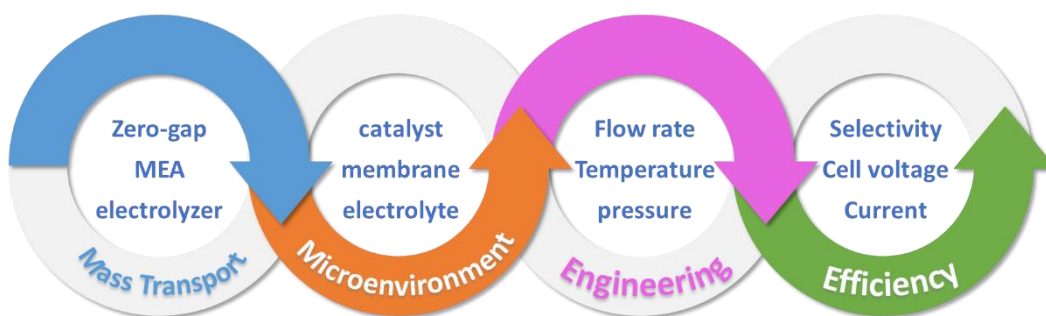 Zero-gap
MEA
electrolyzer
Mass Transport
catalyst
membrane
electrolyte
Microenvironment
Flow rate
Temperature
pressure
Engineering
Selectivity
Cell voltage
Current
Efficiency